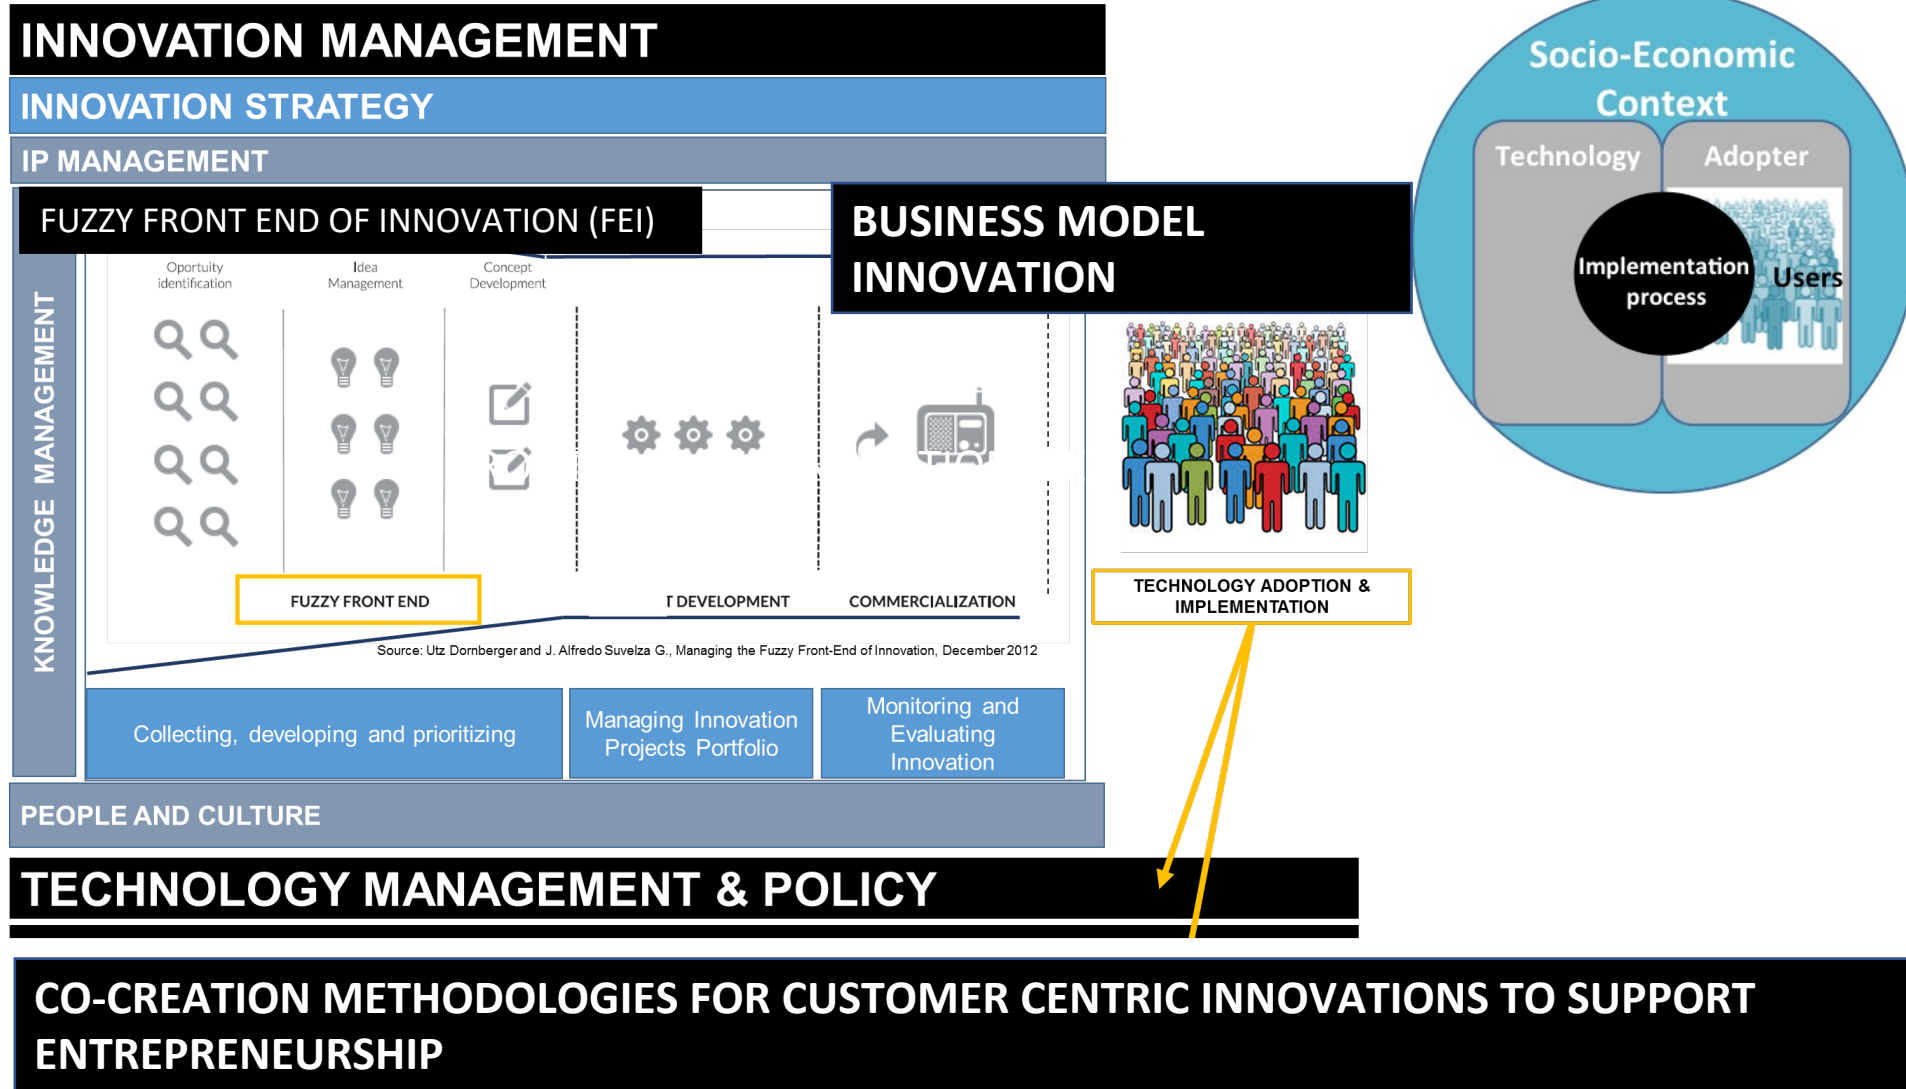 INNOVATION MANAGEMENT
INNOVATION STRATEGY
IP MANAGEMENT
KNOWLEDGE MANAGEMENT
FUZZY FRONT END OF INNOVATION (FEI)
BUSINESS MODEL
INNOVATION
Oportuity
identification
Idea
Management
Concept
Development
FUZZY FRONT END
T DEVELOPMENT
COMMERCIALIZATION
Source: Utz Dornberger and J. Alfredo Suvelza G., Managing the Fuzzy Front-End of Innovation, December 2012
Collecting, developing and prioritizing
Managing Innovation
Projects Portfolio
Monitoring and
Evaluating
Innovation
PEOPLE AND CULTURE
TECHNOLOGY ADOPTION &
IMPLEMENTATION
Socio-Economic
Context
Technology
Adopter
Implementation
process
Users
TECHNOLOGY MANAGEMENT & POLICY
CO-CREATION METHODOLOGIES FOR CUSTOMER CENTRIC INNOVATIONS TO SUPPORT
ENTREPRENEURSHIP